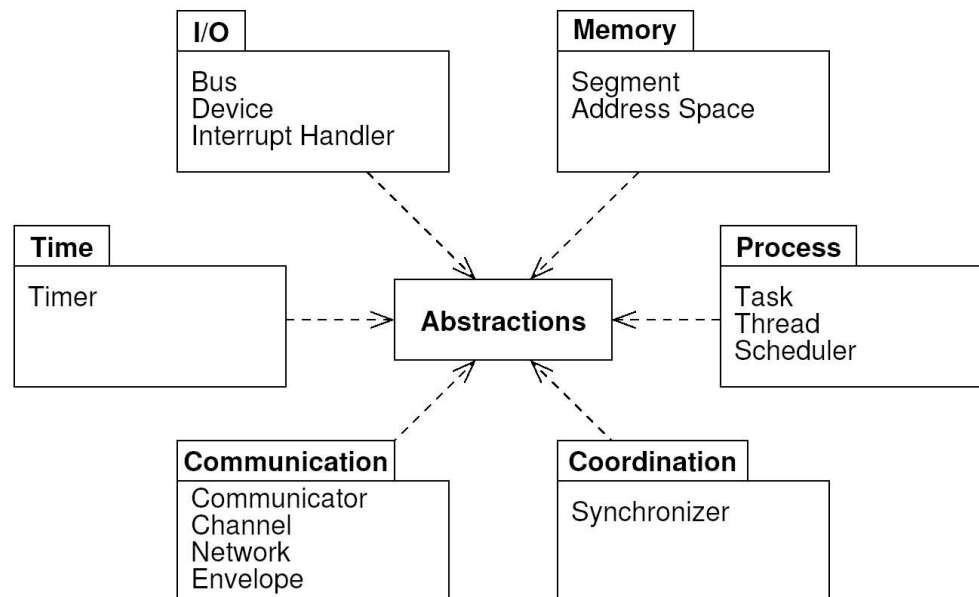 I/O
Bus
Device
Interrupt Handler
Memory
Segment
Address Space
Time
Timer
Abstractions
Process
Task
Thread
Scheduler
Communication
Communicator
Channel
Network
Envelope
Coordination
Synchronizer